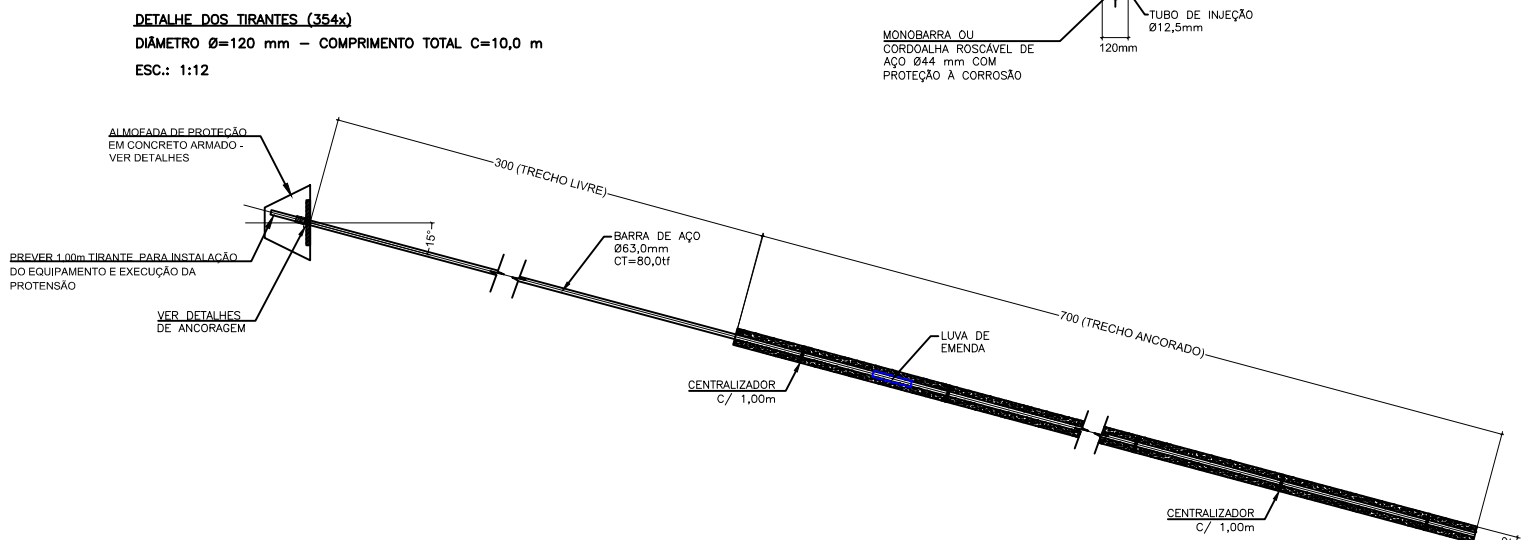 DETALHE DOS TIRANTES (354x)
DIÂMETRO Ø=120 mm – COMPRIMENTO TOTAL C=10,0 m
ESC.: 1:12
TUBO DE INJEÇÃO
Ø12,5mm
120mm
MONOBARRA OU
CORDOALHA ROSCÁVEL DE
AÇO Ø44 mm COM
PROTEÇÃO À CORROSÃO
ALMOFADA DE PROTEÇÃO
EM CONCRETO ARMADO -
VER DETALHES
300 (TRECHO LIVRE)
15°
BARRA DE AÇO
Ø63,0mm
CT=80,0tf
PREVER 1,00m TIRANTE PARA INSTALAÇÃO
DO EQUIPAMENTO E EXECUÇÃO DA
PROTENSÃO
VER DETALHES
DE ANCORAGEM
700 (TRECHO ANCORADO)
LUVA DE
EMENDA
CENTRALIZADOR
C/ 1,00m
CENTRALIZADOR
C/ 1,00m